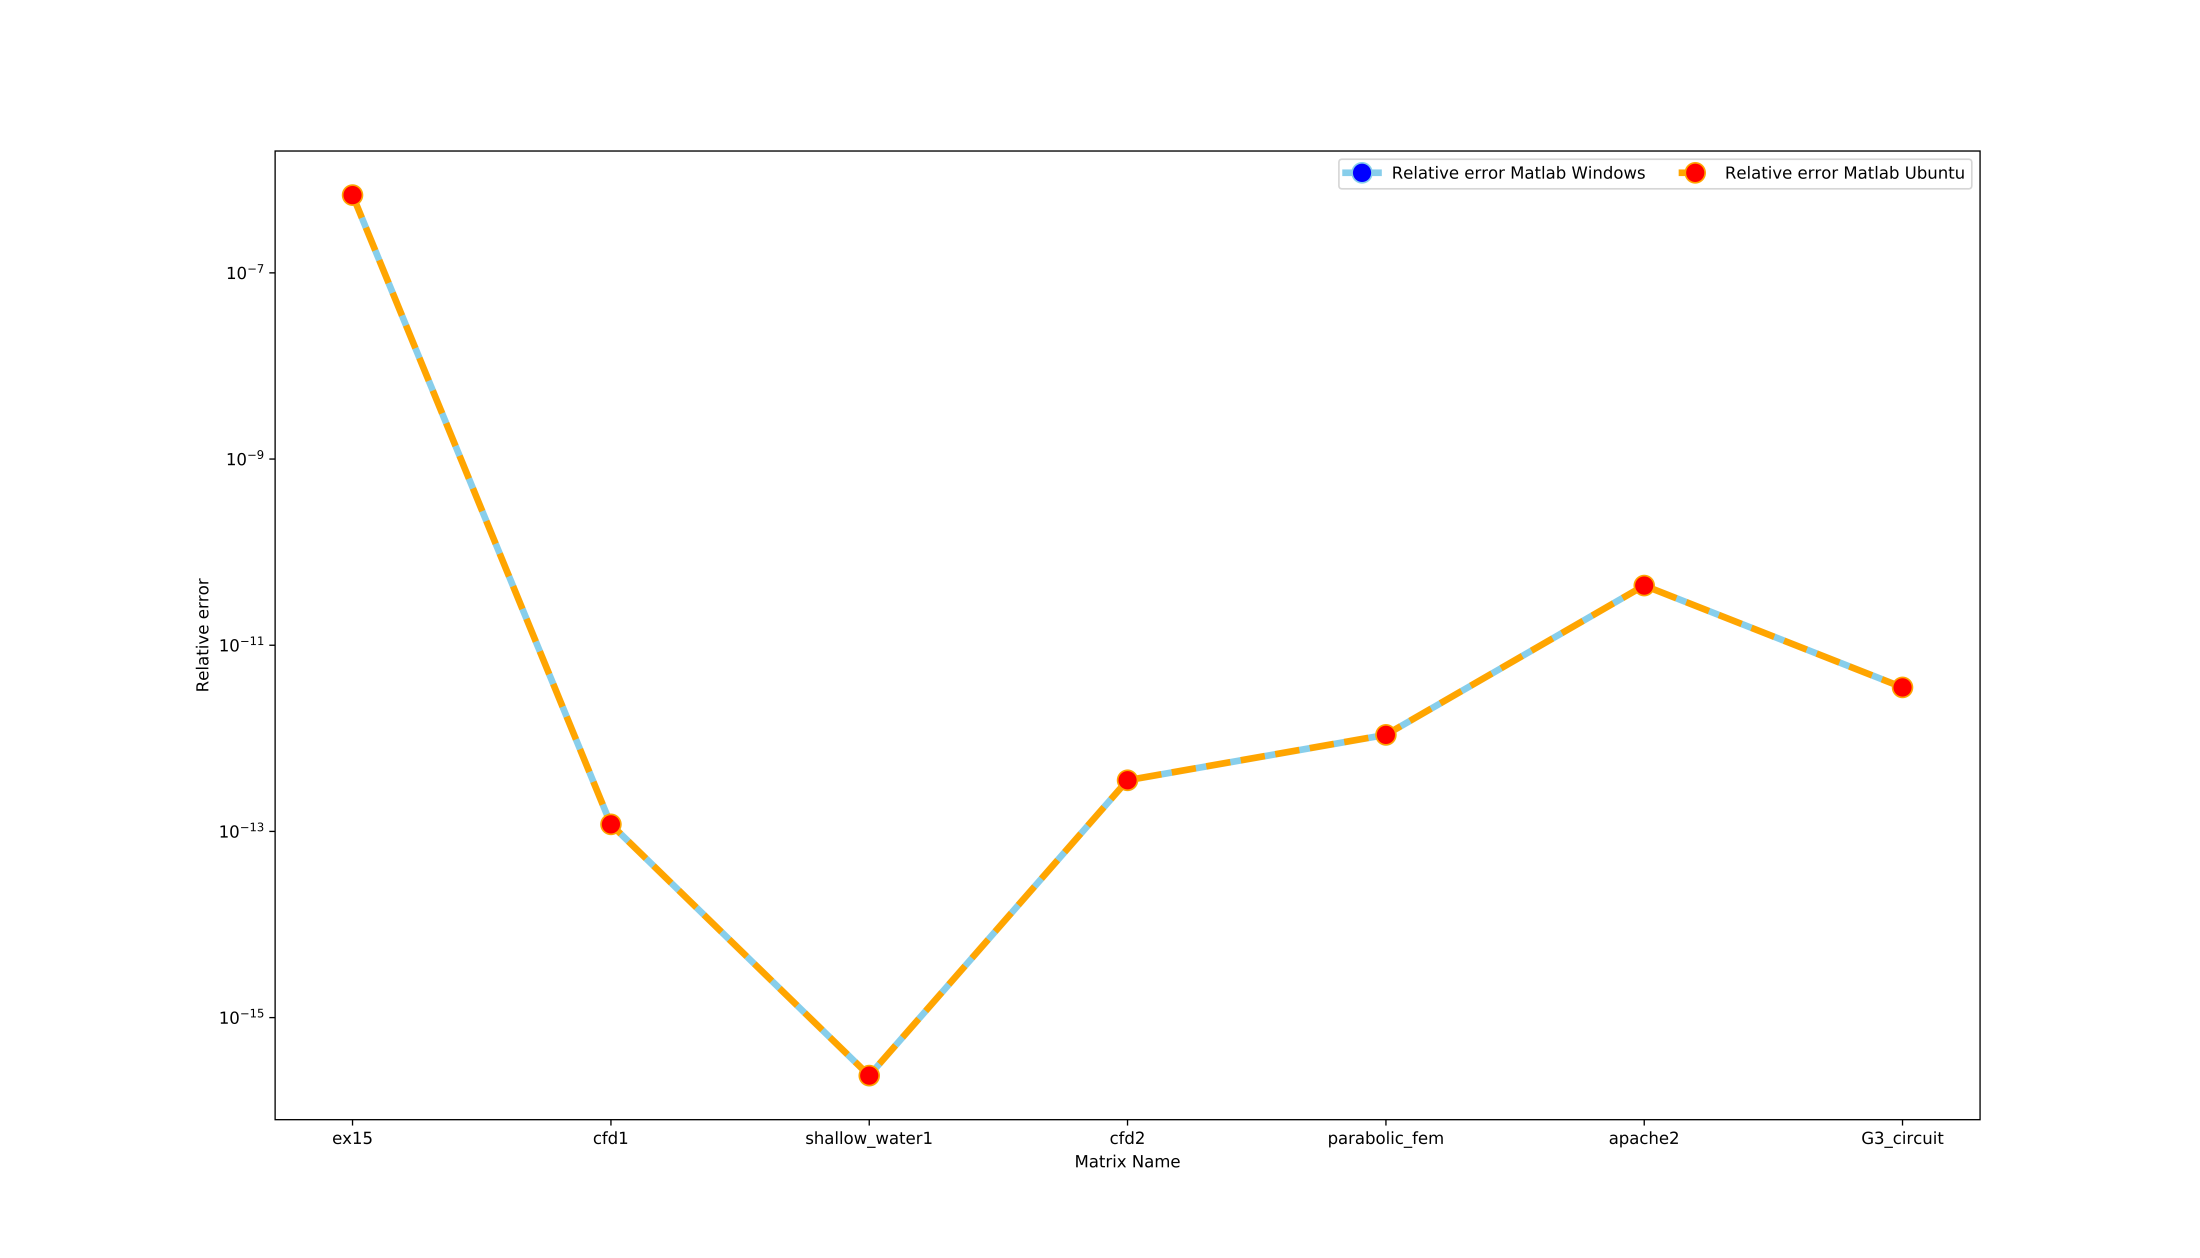 Relative error Matlab Windows Relative error Matlab Ubuntu
10⁻⁷
10⁻⁹
10⁻¹¹
10⁻¹³
10⁻¹⁵
Relative error
ex15 cfd1 shallow_water1 cfd2 parabolic_fem apache2 G3_circuit
Matrix Name